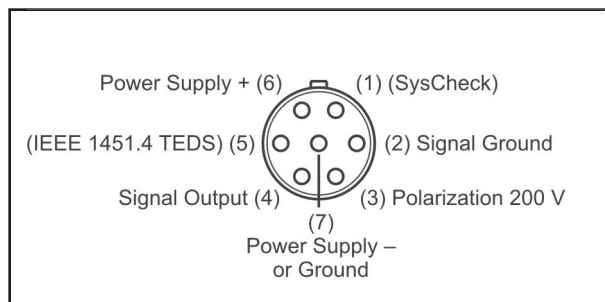 Power Supply + (6) (1) (SysCheck)
(IEEE 1451.4 TEDS) (5) (2) Signal Ground
Signal Output (4) (3) Polarization 200 V
(7)
Power Supply –
or Ground